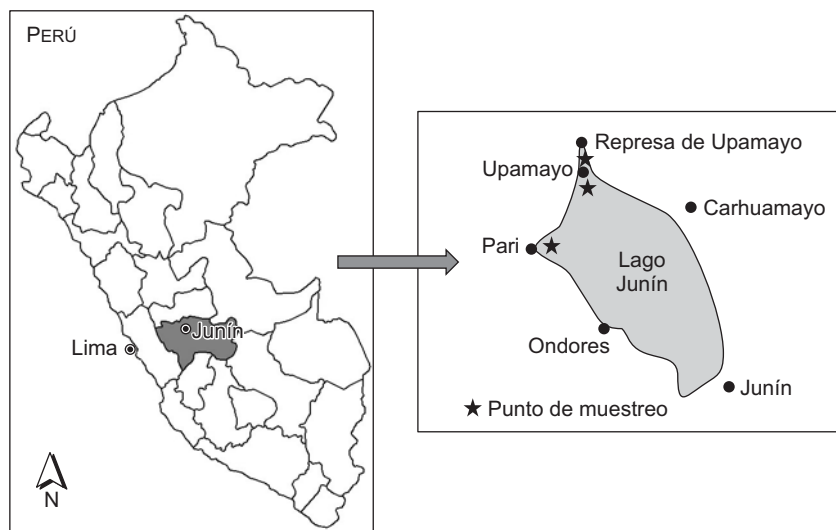 PERÚ
Lima
Junín
N
Represa de Upamayo
Upamayo
Carhuamayo
Pari
Lago
Junín
Ondores
Junín
Punto de muestreo